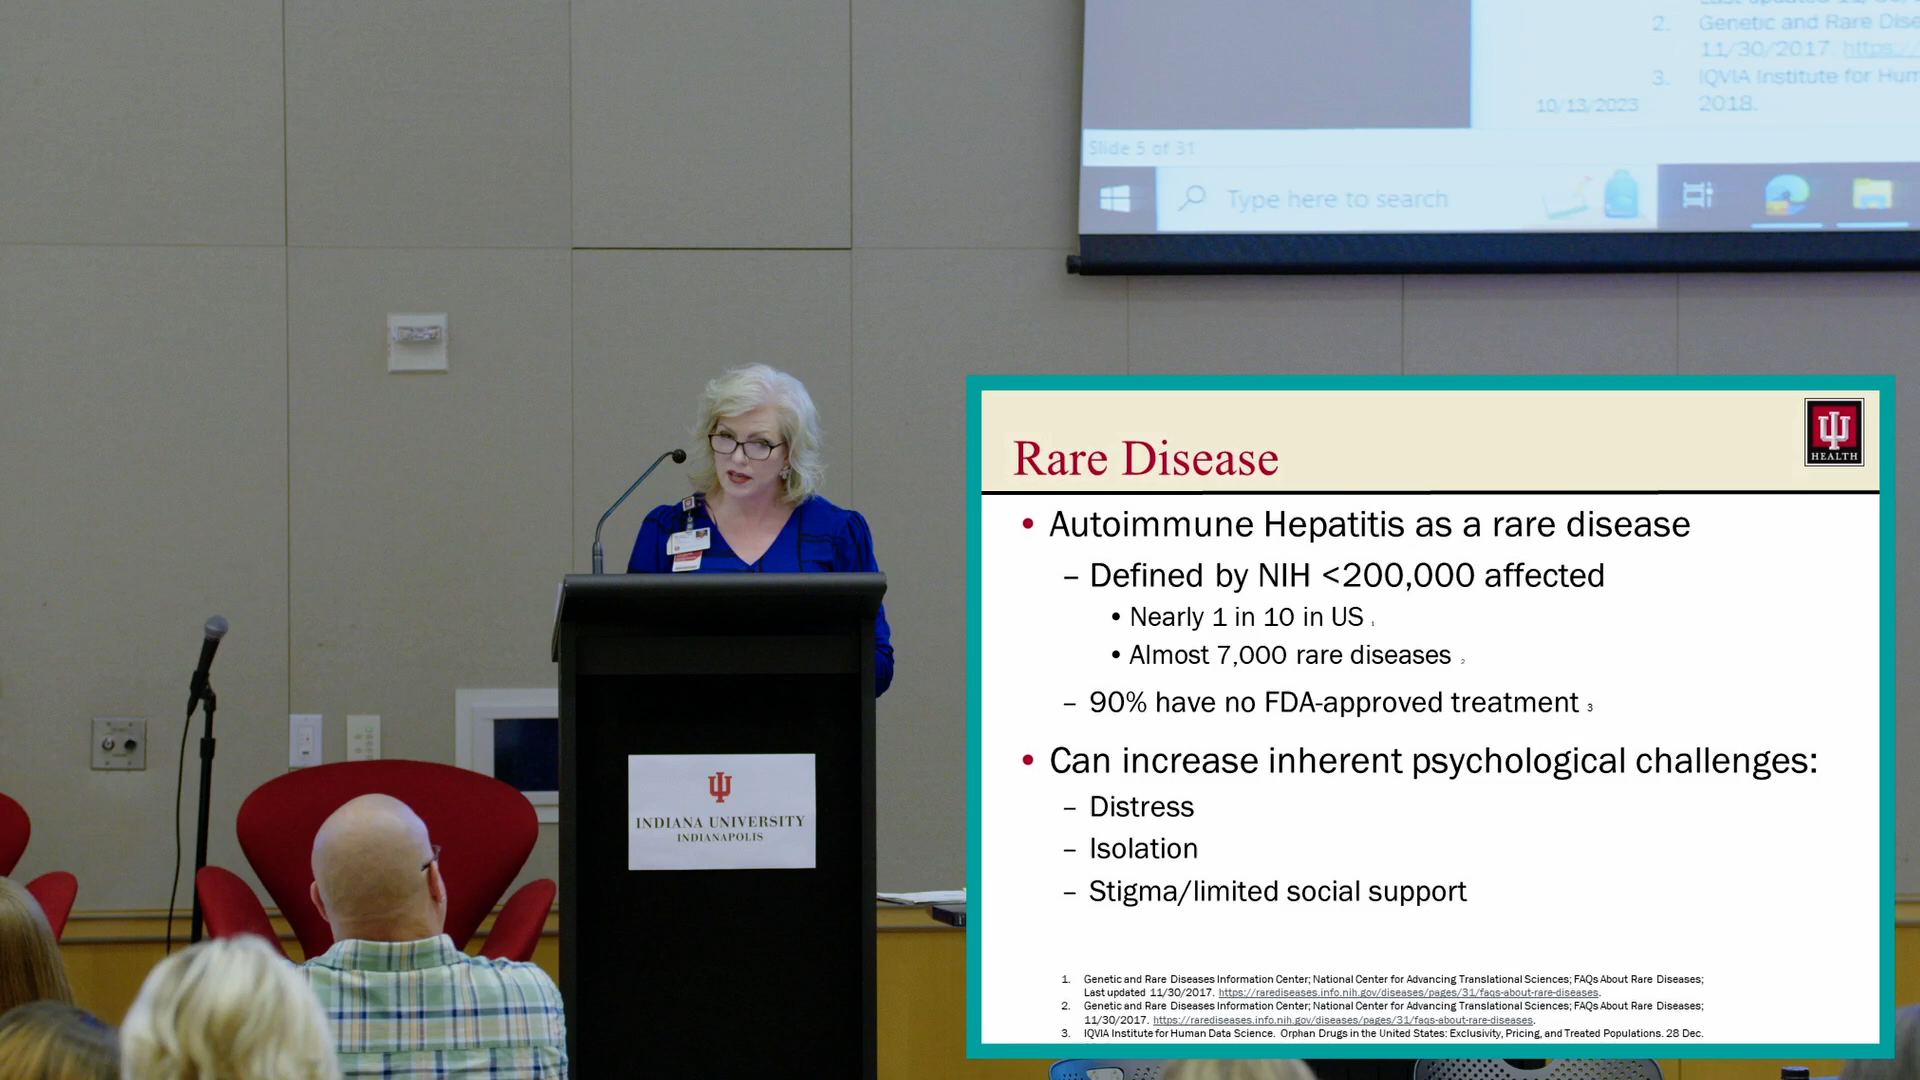 2. Genetic and Rare Dise
11/30/2017. https://
3. IQVIA Institute for Hum
10/13/2023 2018.
Slide 5 of 31
Type here to search
INDIANA UNIVERSITY
INDIANAPOLIS
HEALTH
Rare Disease
• Autoimmune Hepatitis as a rare disease
– Defined by NIH <200,000 affected
• Nearly 1 in 10 in US 1
• Almost 7,000 rare diseases 2
– 90% have no FDA-approved treatment 3
• Can increase inherent psychological challenges:
– Distress
– Isolation
– Stigma/limited social support
1. Genetic and Rare Diseases Information Center; National Center for Advancing Translational Sciences; FAQs About Rare Diseases;
Last updated 11/30/2017. https://rarediseases.info.nih.gov/diseases/pages/31/faqs-about-rare-diseases.
2. Genetic and Rare Diseases Information Center; National Center for Advancing Translational Sciences; FAQs About Rare Diseases;
11/30/2017. https://rarediseases.info.nih.gov/diseases/pages/31/faqs-about-rare-diseases.
3. IQVIA Institute for Human Data Science. Orphan Drugs in the United States: Exclusivity, Pricing, and Treated Populations. 28 Dec.